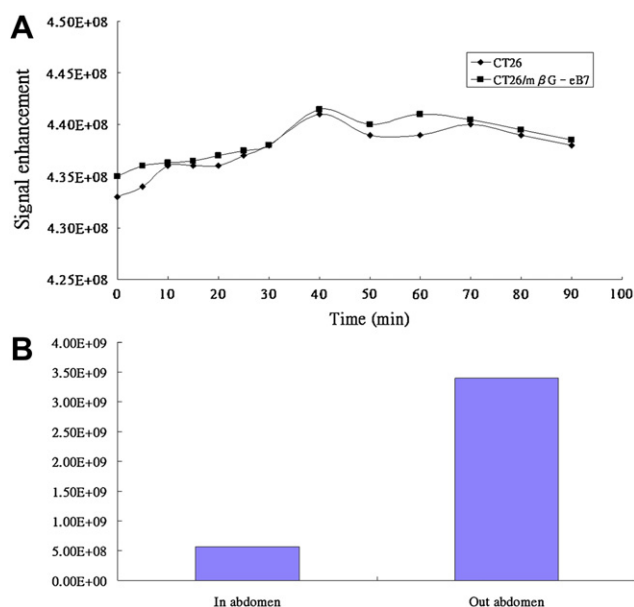 A
4.50E+08
4.45E+08
4.40E+08
4.35E+08
4.30E+08
4.25E+08
Signal enhancement
CT26
CT26/m βG - eB7
0 10 20 30 40 50 60 70 80 90 100
Time (min)
B
4.00E+09
3.50E+09
3.00E+09
2.50E+09
2.00E+09
1.50E+09
1.00E+09
5.00E+08
0.00E+00
In abdomen Out abdomen